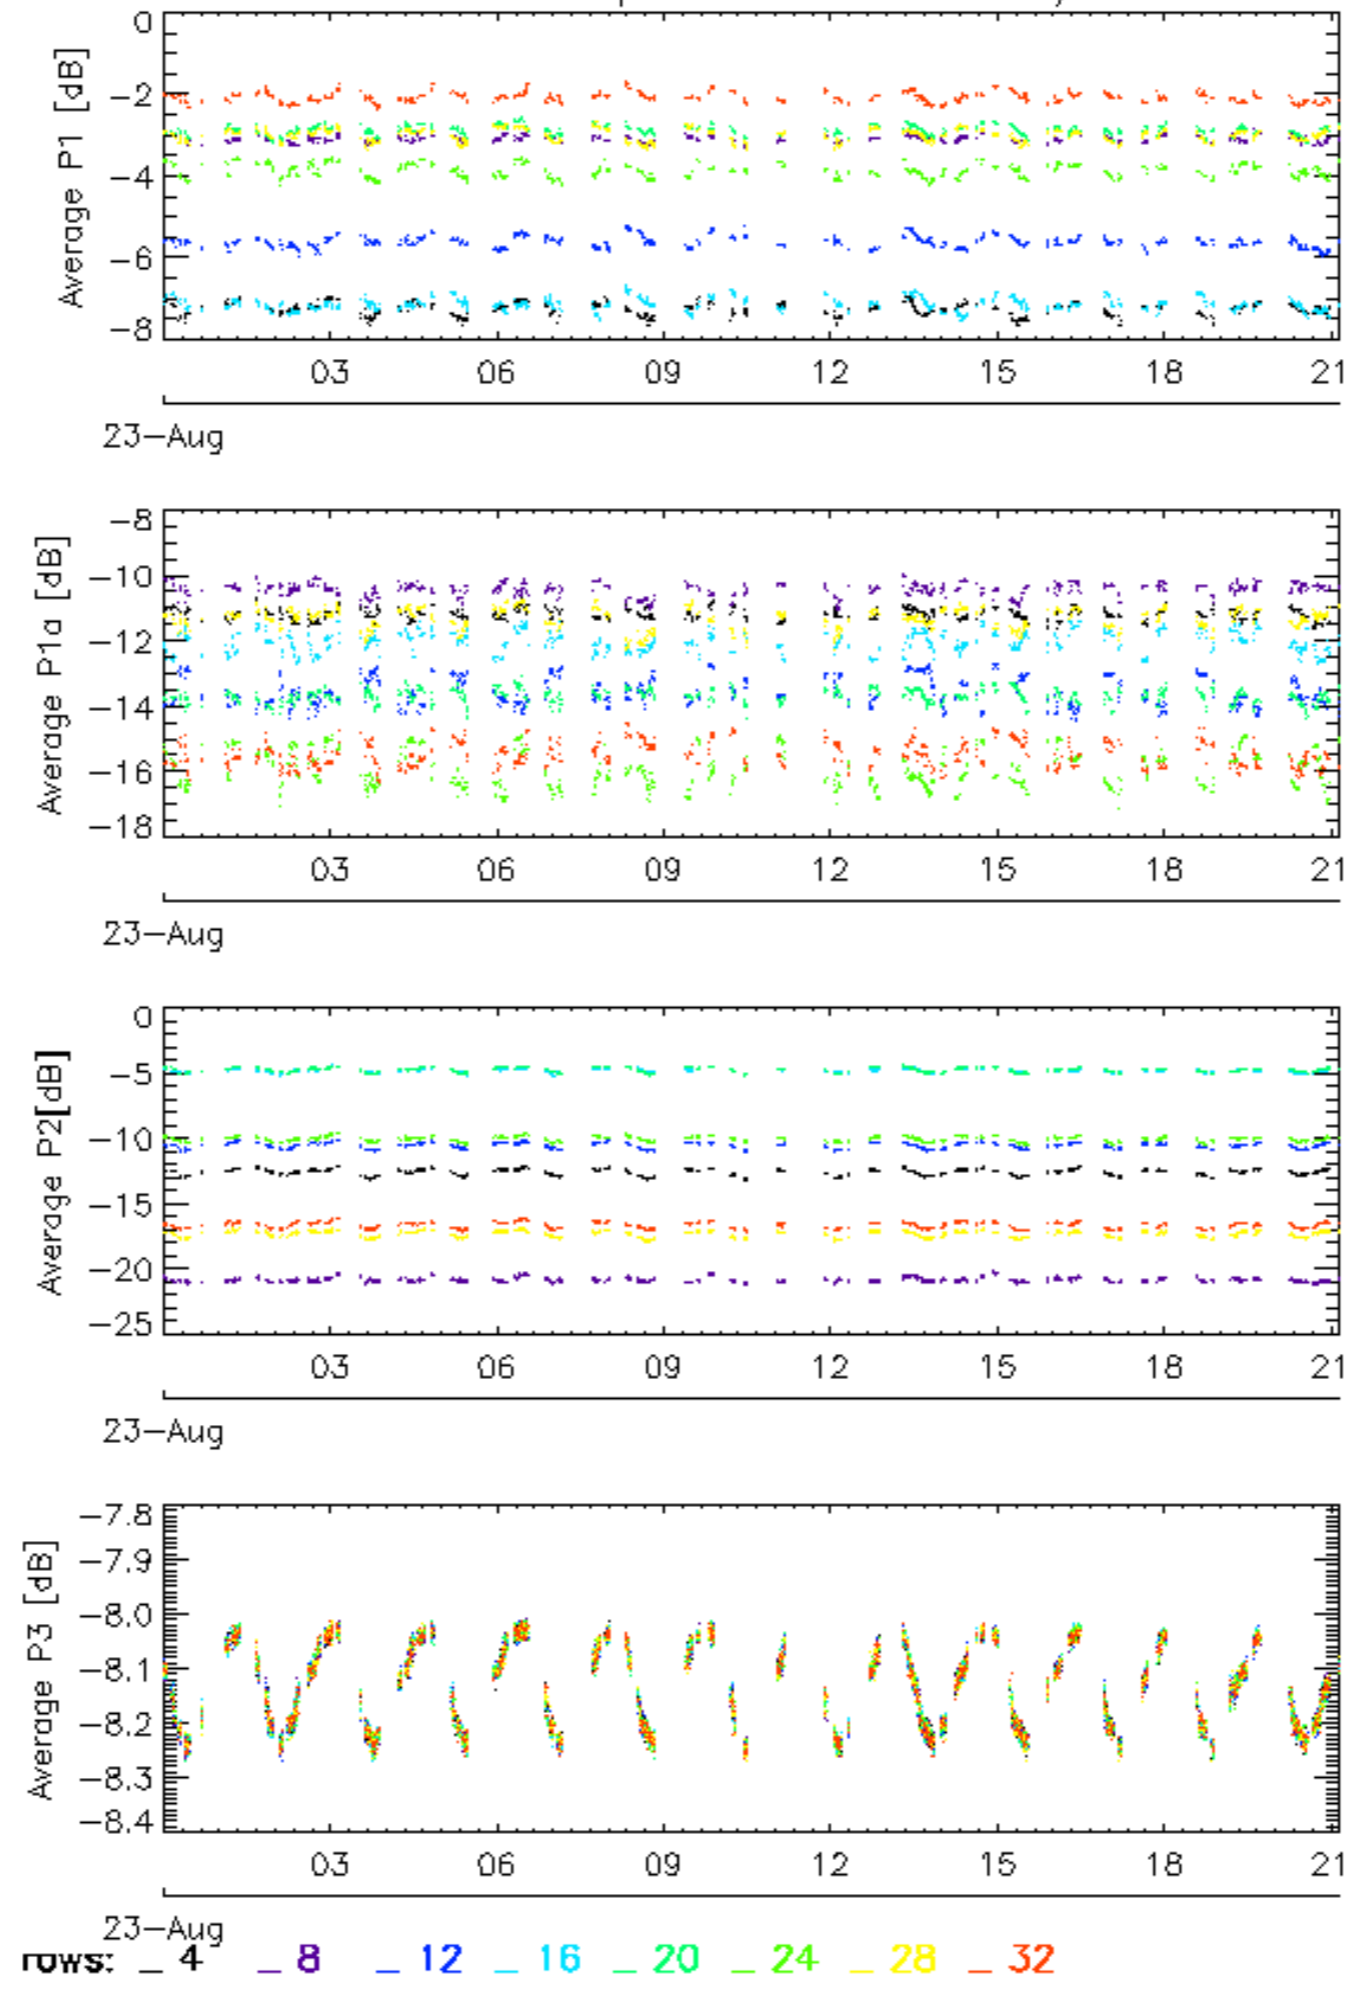 0
−2
−4
−6
−8
Average P1 [dB]
03 06 09 12 15 18 21
23−Aug
−8
−10
−12
−14
−16
−18
Average P1a [dB]
03 06 09 12 15 18 21
23−Aug
0
−5
−10
−15
−20
−25
Average P2[dB]
03 06 09 12 15 18 21
23−Aug
−7.8
−7.9
−8.0
−8.1
−8.2
−8.3
−8.4
Average P3 [dB]
03 06 09 12 15 18 21
23−Aug
rows: _ 4 _ 8 _ 12 _ 16 _ 20 _ 24 _ 28 _ 32